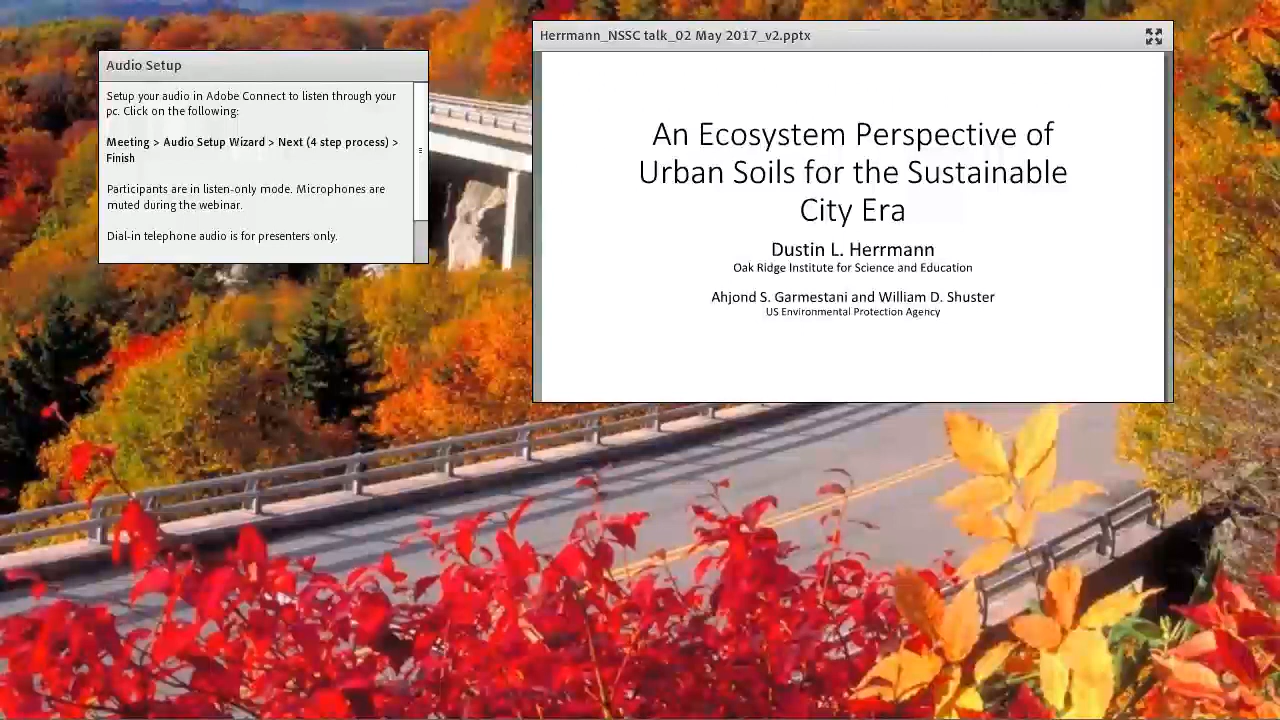 Audio Setup
Setup your audio in Adobe Connect to listen through your
pc. Click on the following:
Meeting > Audio Setup Wizard > Next (4 step process) >
Finish
Participants are in listen-only mode. Microphones are
muted during the webinar.
Dial-in telephone audio is for presenters only.
Herrmann_NSSC talk_02 May 2017_v2.pptx
An Ecosystem Perspective of
Urban Soils for the Sustainable
City Era
Dustin L. Herrmann
Oak Ridge Institute for Science and Education
Ahjond S. Garmestani and William D. Shuster
US Environmental Protection Agency